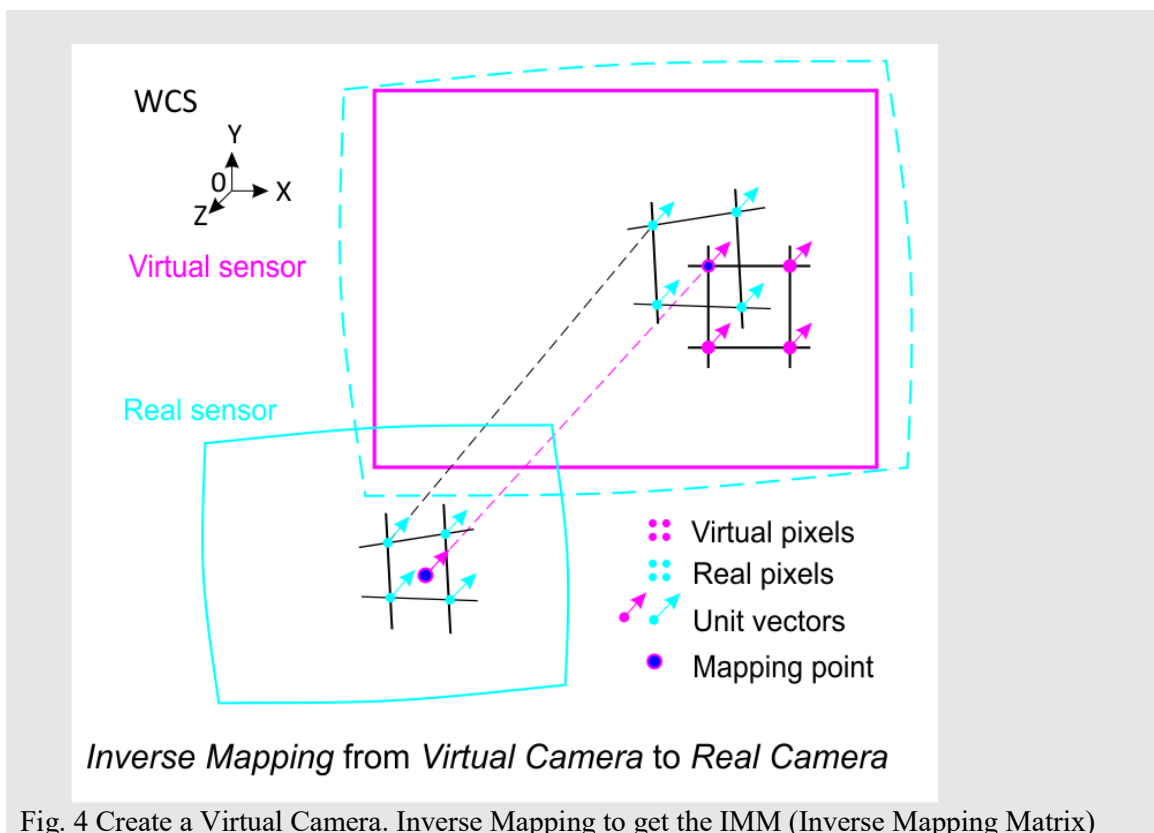 WCS
Y
O
X
Z
Virtual sensor
Real sensor
Virtual pixels
Real pixels
Unit vectors
Mapping point
Inverse Mapping from Virtual Camera to Real Camera
Fig. 4 Create a Virtual Camera. Inverse Mapping to get the IMM (Inverse Mapping Matrix)